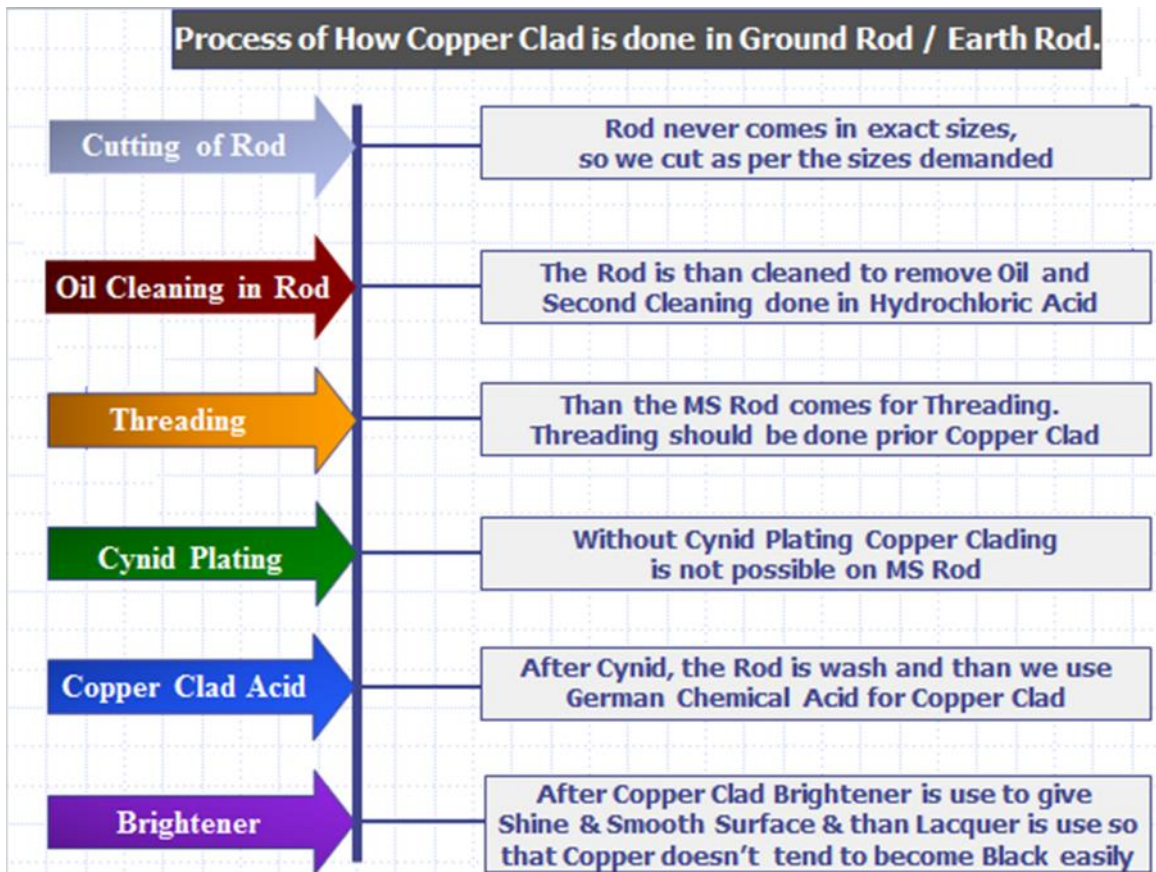 Process of How Copper Clad is done in Ground Rod / Earth Rod.
Cutting of Rod
Rod never comes in exact sizes,
so we cut as per the sizes demanded
Oil Cleaning in Rod
The Rod is than cleaned to remove Oil and
Second Cleaning done in Hydrochloric Acid
Threading
Than the MS Rod comes for Threading.
Threading should be done prior Copper Clad
Cynid Plating
Without Cynid Plating Copper Clading
is not possible on MS Rod
Copper Clad Acid
After Cynid, the Rod is wash and than we use
German Chemical Acid for Copper Clad
Brightener
After Copper Clad Brightener is use to give
Shine & Smooth Surface & than Lacquer is use so
that Copper doesn't tend to become Black easily